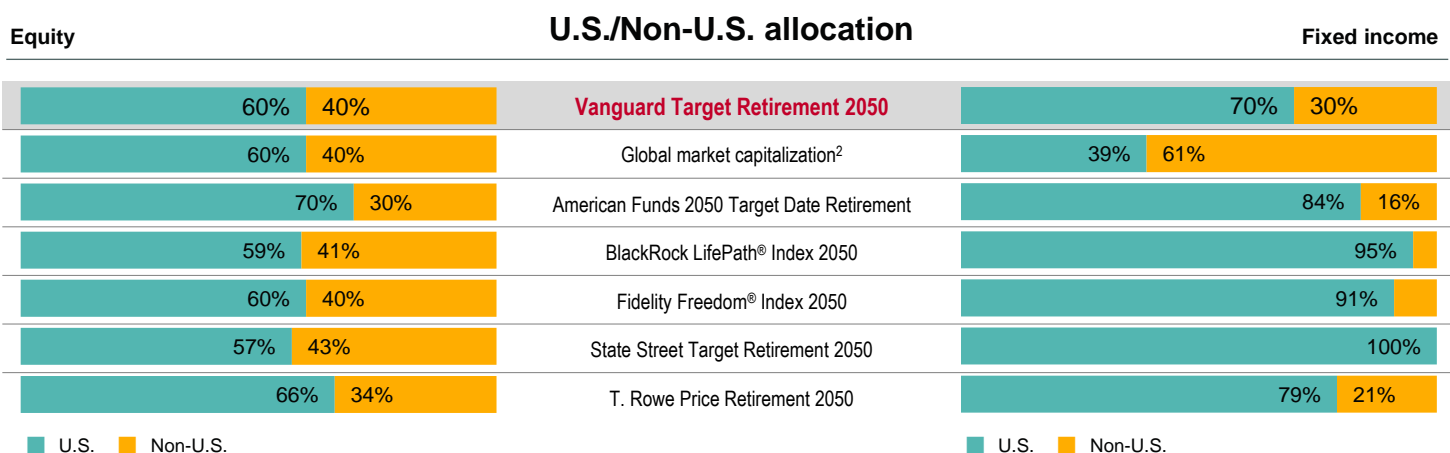 Equity U.S./Non-U.S. allocation Fixed income
60% 40% Vanguard Target Retirement 2050 70% 30%
60% 40% Global market capitalization² 39% 61%
70% 30% American Funds 2050 Target Date Retirement 84% 16%
59% 41% BlackRock LifePath® Index 2050 95%
60% 40% Fidelity Freedom® Index 2050 91%
57% 43% State Street Target Retirement 2050 100%
66% 34% T. Rowe Price Retirement 2050 79% 21%
U.S. Non-U.S. U.S. Non-U.S.